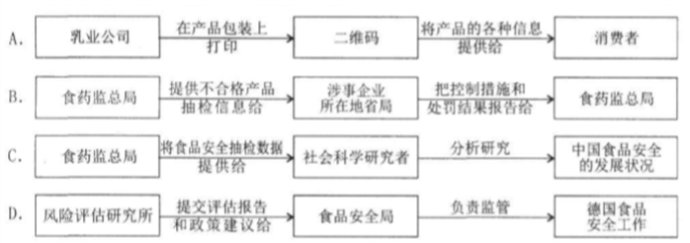 A. 乳业公司 在产品包装上打印 二维码 将产品的各种信息提供给 消费者
B. 食药监总局 提供不合格产品抽检信息给 涉事企业所在地省局 把控制措施和处罚结果报告给 食药监总局
C. 食药监总局 将食品安全抽检数据提供给 社会科学研究者 分析研究 中国食品安全的发展状况
D. 风险评估研究所 提交评估报告和政策建议给 食品安全局 负责监管 德国食品安全工作